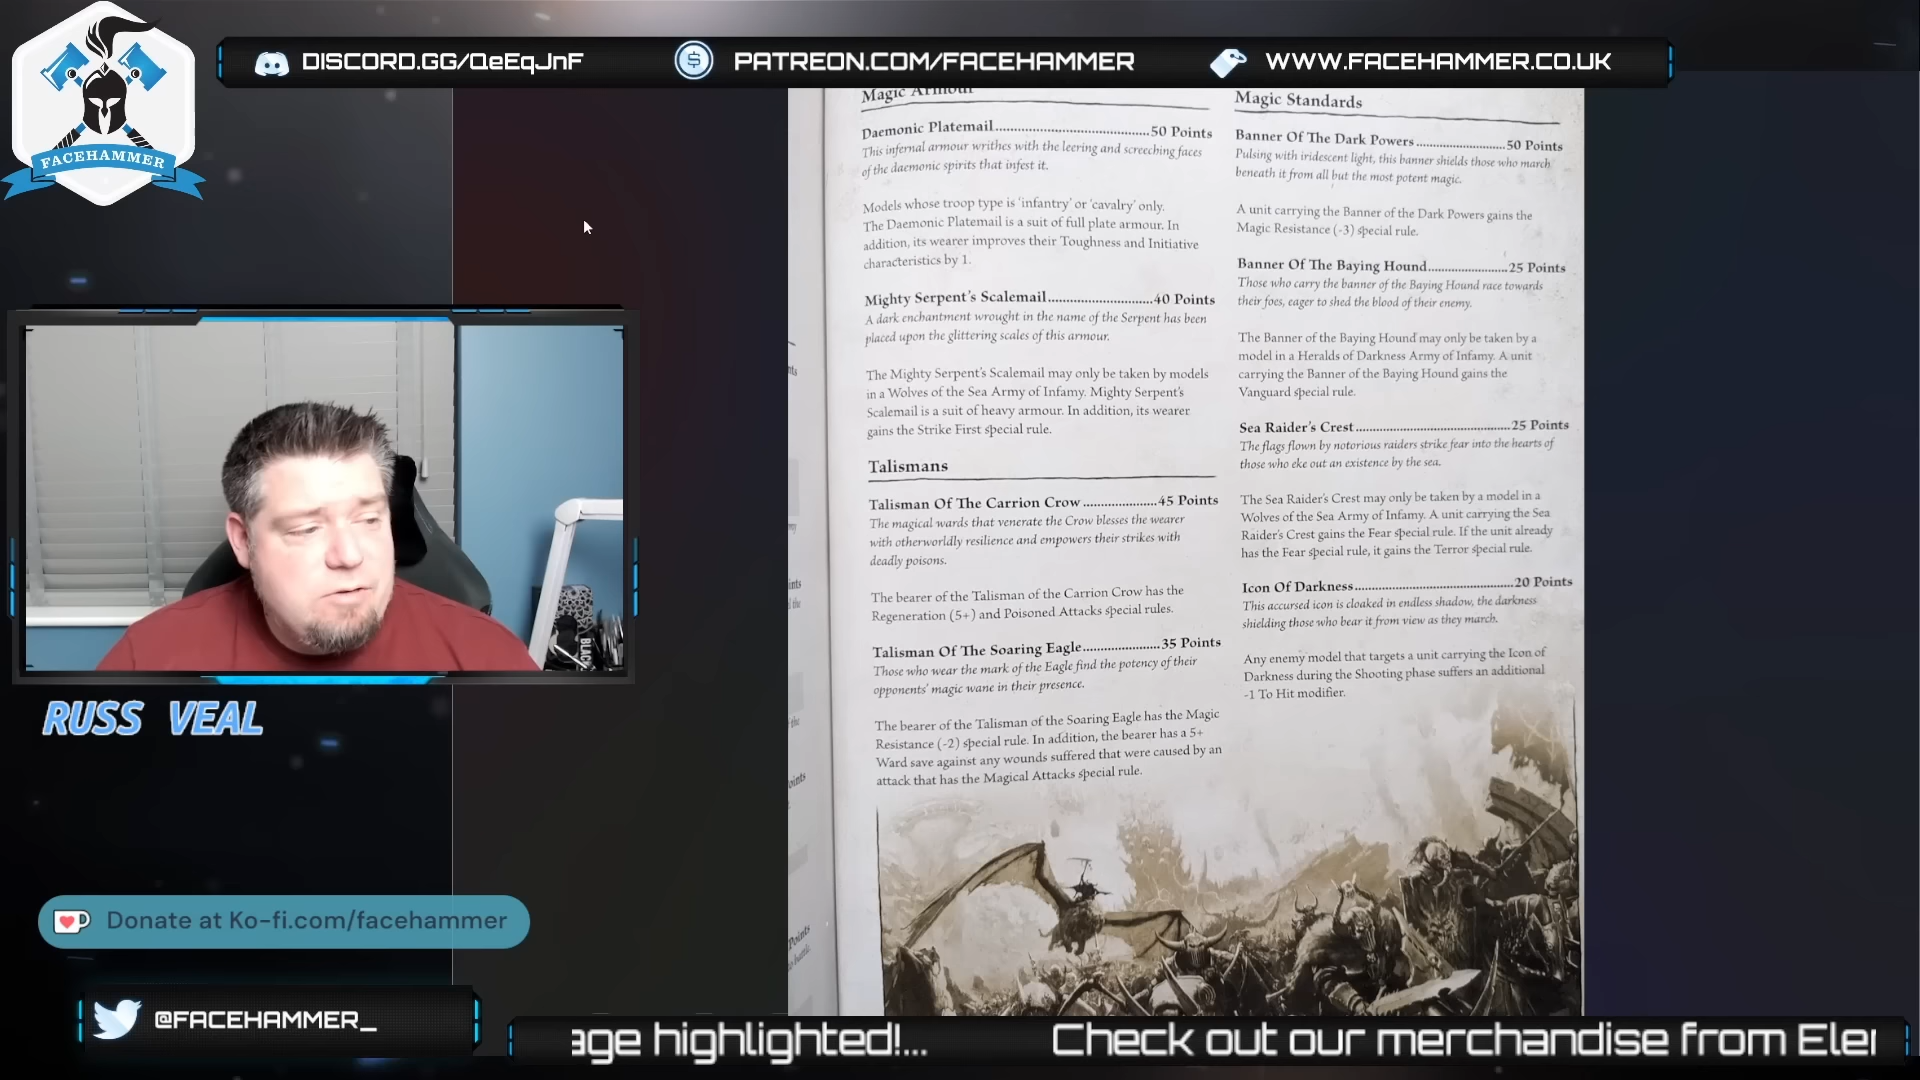 DISCORD.GG/QeEqJnF
PATREON.COM/FACEHAMMER
WWW.FACEHAMMER.CO.UK
FACEHAMMER
Magic Armour
Daemonic Platemail..........................................50 Points
This infernal armour writhes with the leering and screeching faces
of the daemonic spirits that infest it.
Models whose troop type is 'infantry' or 'cavalry' only.
The Daemonic Platemail is a suit of full plate armour. In
addition, its wearer improves their Toughness and Initiative
characteristics by 1.
Mighty Serpent's Scalemail............................40 Points
A dark enchantment wrought in the name of the Serpent has been
placed upon the glittering scales of this armour.
The Mighty Serpent's Scalemail may only be taken by models
in a Wolves of the Sea Army of Infamy. Mighty Serpent's
Scalemail is a suit of heavy armour. In addition, its wearer
gains the Strike First special rule.
Talismans
Talisman Of The Carrion Crow....................45 Points
The magical wards that venerate the Crow blesses the wearer
with otherworldly resilience and empowers their strikes with
deadly poisons.
The bearer of the Talisman of the Carrion Crow has the
Regeneration (5+) and Poisoned Attacks special rules.
Talisman Of The Soaring Eagle.....................35 Points
Those who wear the mark of the Eagle find the potency of their
opponents' magic wane in their presence.
The bearer of the Talisman of the Soaring Eagle has the Magic
Resistance (-2) special rule. In addition, the bearer has a 5+
Ward save against any wounds suffered that were caused by an
attack that has the Magical Attacks special rule.
Magic Standards
Banner Of The Dark Powers........................50 Points
Pulsing with iridescent light, this banner shields those who march
beneath it from all but the most potent magic.
A unit carrying the Banner of the Dark Powers gains the
Magic Resistance (-3) special rule.
Banner Of The Baying Hound......................25 Points
Those who carry the banner of the Baying Hound race towards
their foes, eager to shed the blood of their enemy.
The Banner of the Baying Hound may only be taken by a
model in a Heralds of Darkness Army of Infamy. A unit
carrying the Banner of the Baying Hound gains the
Vanguard special rule.
Sea Raider's Crest..........................................25 Points
The flags flown by notorious raiders strike fear into the hearts of
those who eke out an existence by the sea.
The Sea Raider's Crest may only be taken by a model in a
Wolves of the Sea Army of Infamy. A unit carrying the Sea
Raider's Crest gains the Fear special rule. If the unit already
has the Fear special rule, it gains the Terror special rule.
Icon Of Darkness...........................................20 Points
This accursed icon is cloaked in endless shadow, the darkness
shielding those who bear it from view as they march.
Any enemy model that targets a unit carrying the Icon of
Darkness during the Shooting phase suffers an additional
-1 To Hit modifier.
RUSS VEAL
Donate at Ko-fi.com/facehammer
@FACEHAMMER_
age highlighted!... Check out our merchandise from Eler